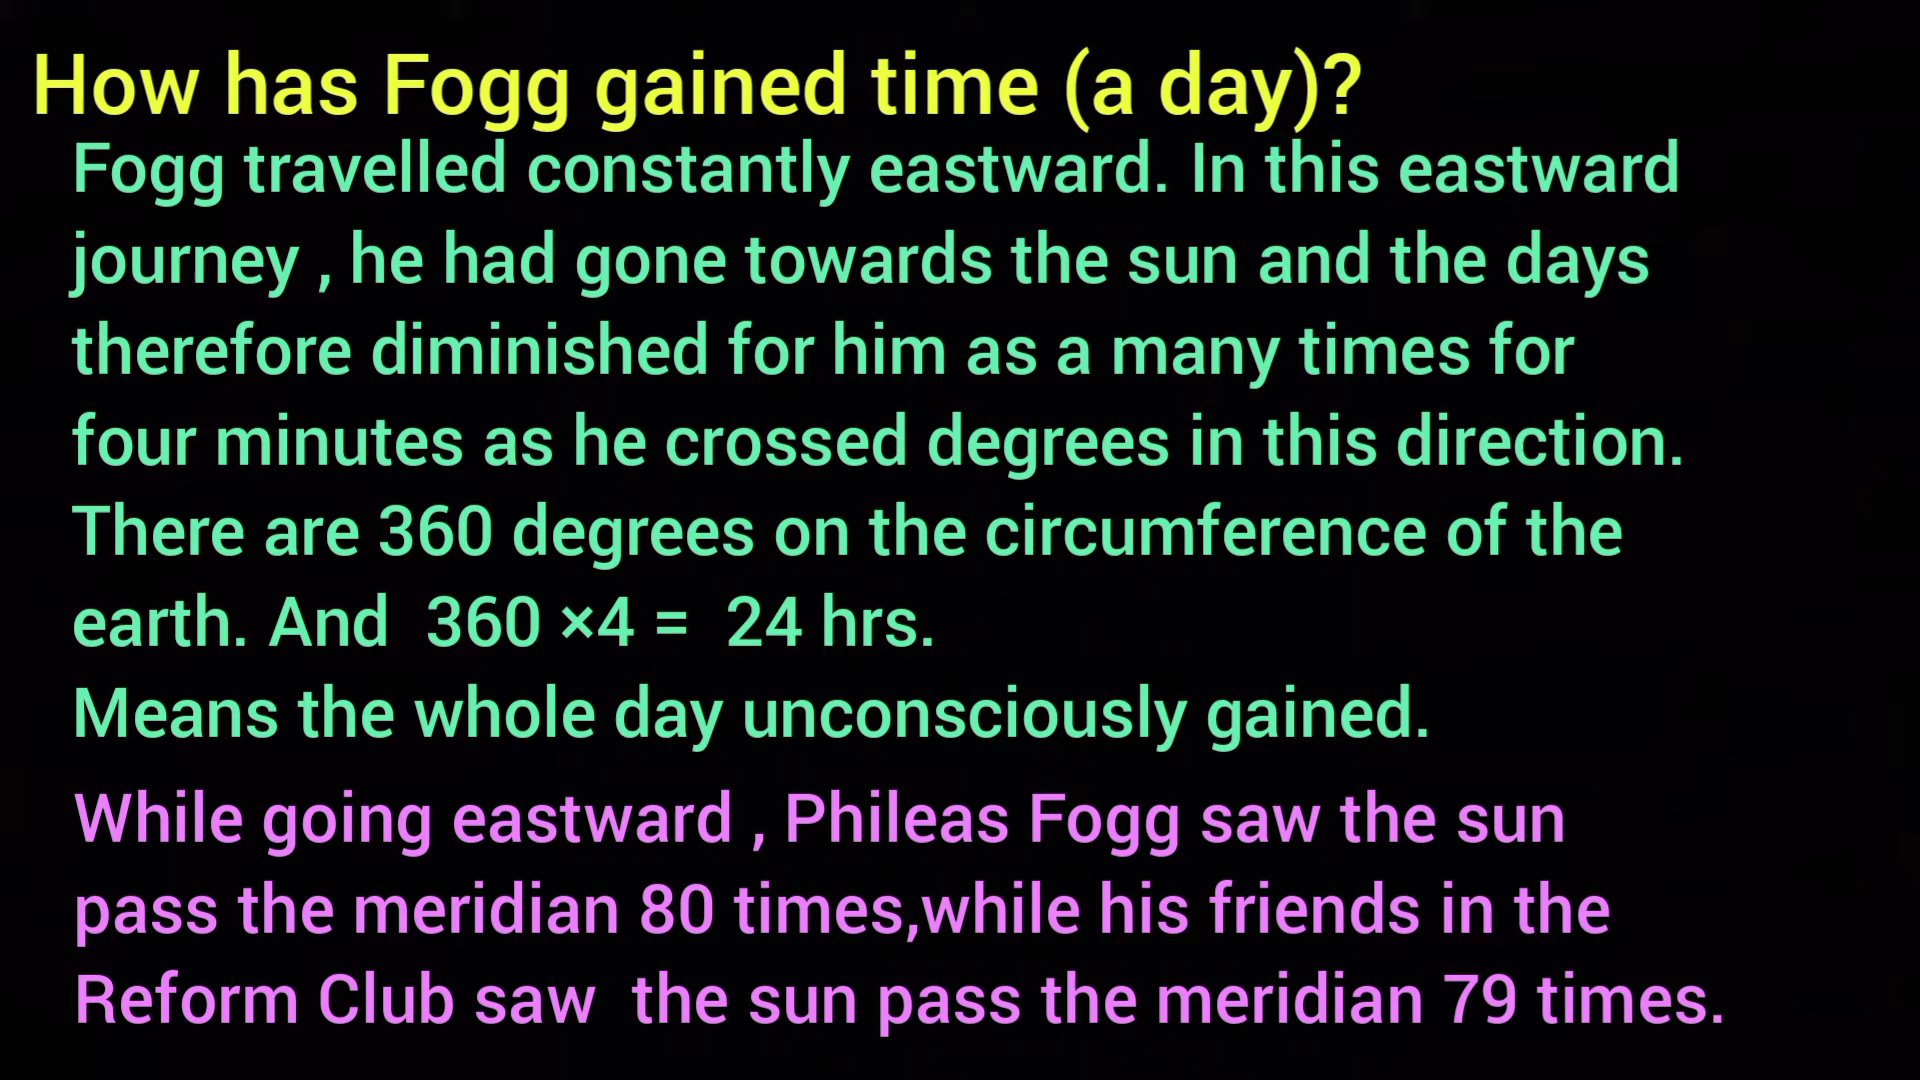 How has Fogg gained time (a day)?
Fogg travelled constantly eastward. In this eastward
journey , he had gone towards the sun and the days
therefore diminished for him as a many times for
four minutes as he crossed degrees in this direction.
There are 360 degrees on the circumference of the
earth. And  360 ×4 =  24 hrs.
Means the whole day unconsciously gained.
While going eastward , Phileas Fogg saw the sun
pass the meridian 80 times,while his friends in the
Reform Club saw  the sun pass the meridian 79 times.